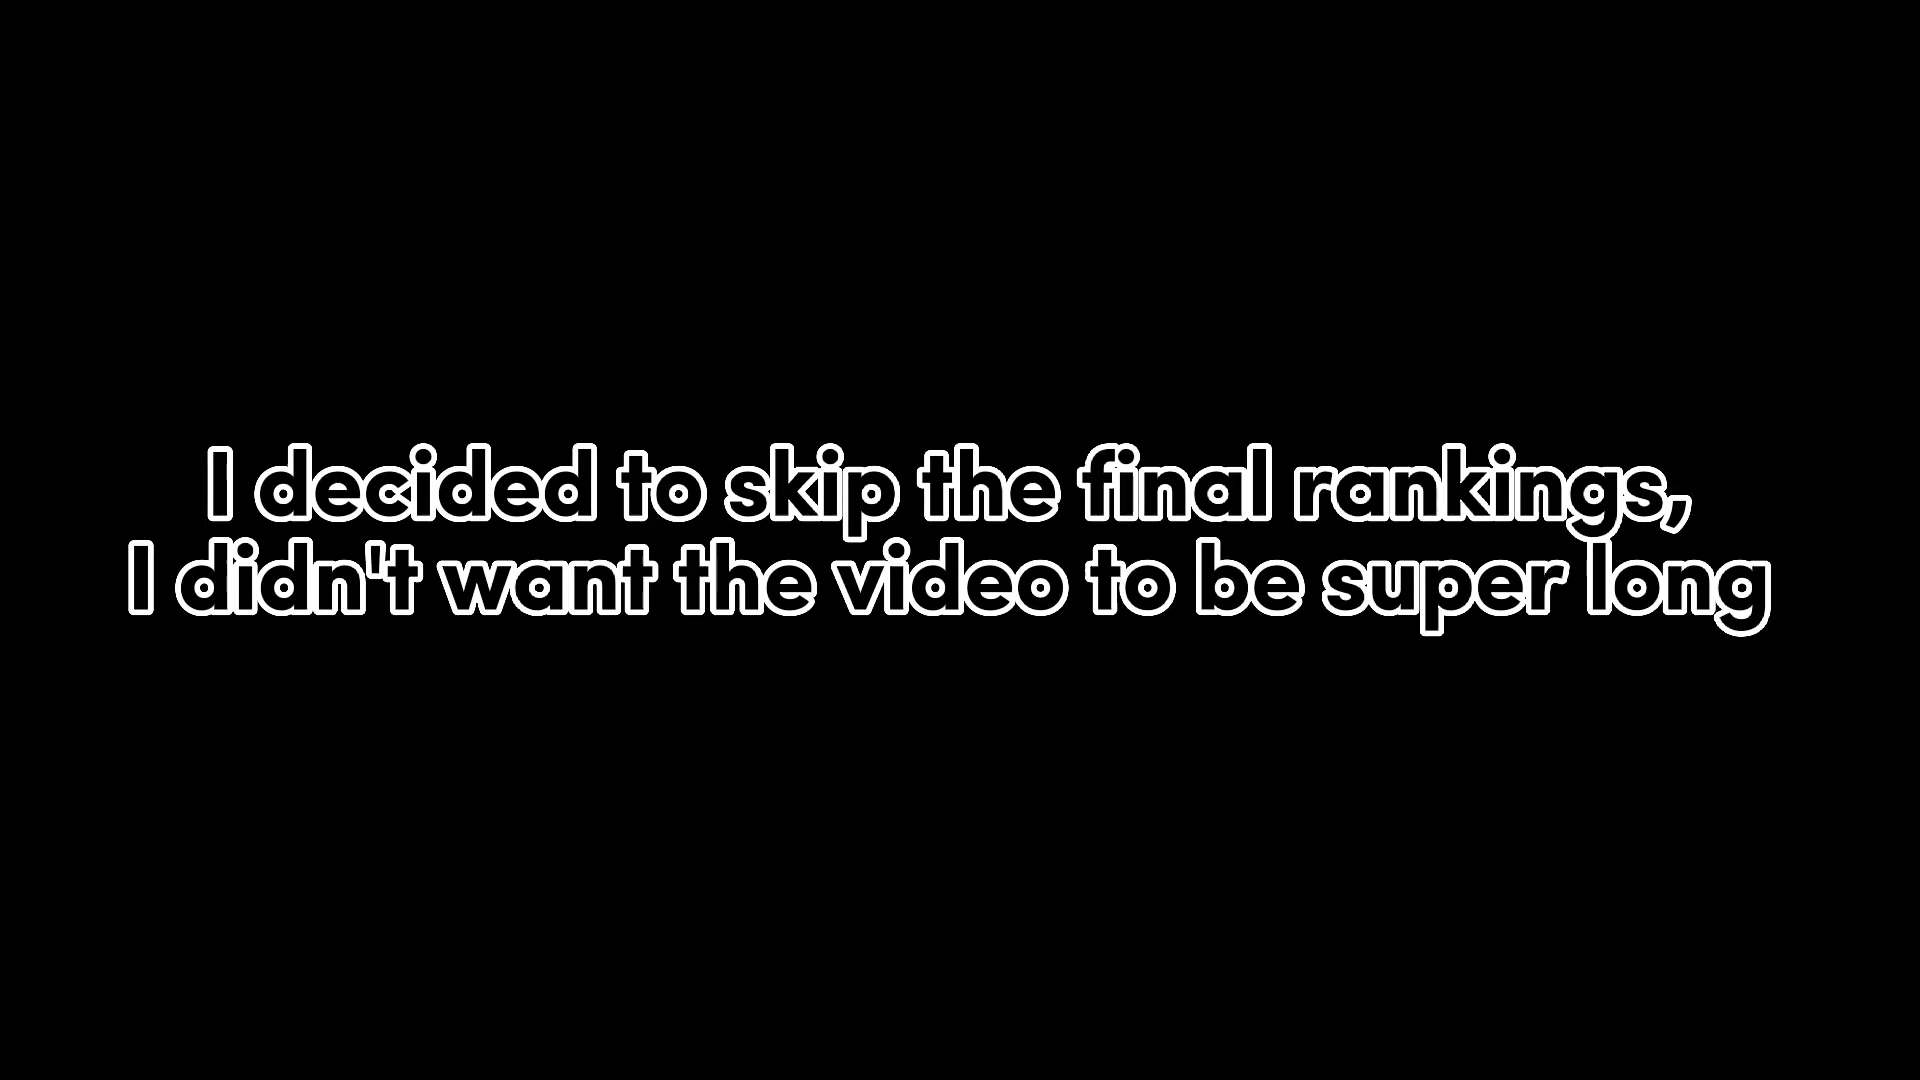 I decided to skip the final rankings,
I didn't want the video to be super long